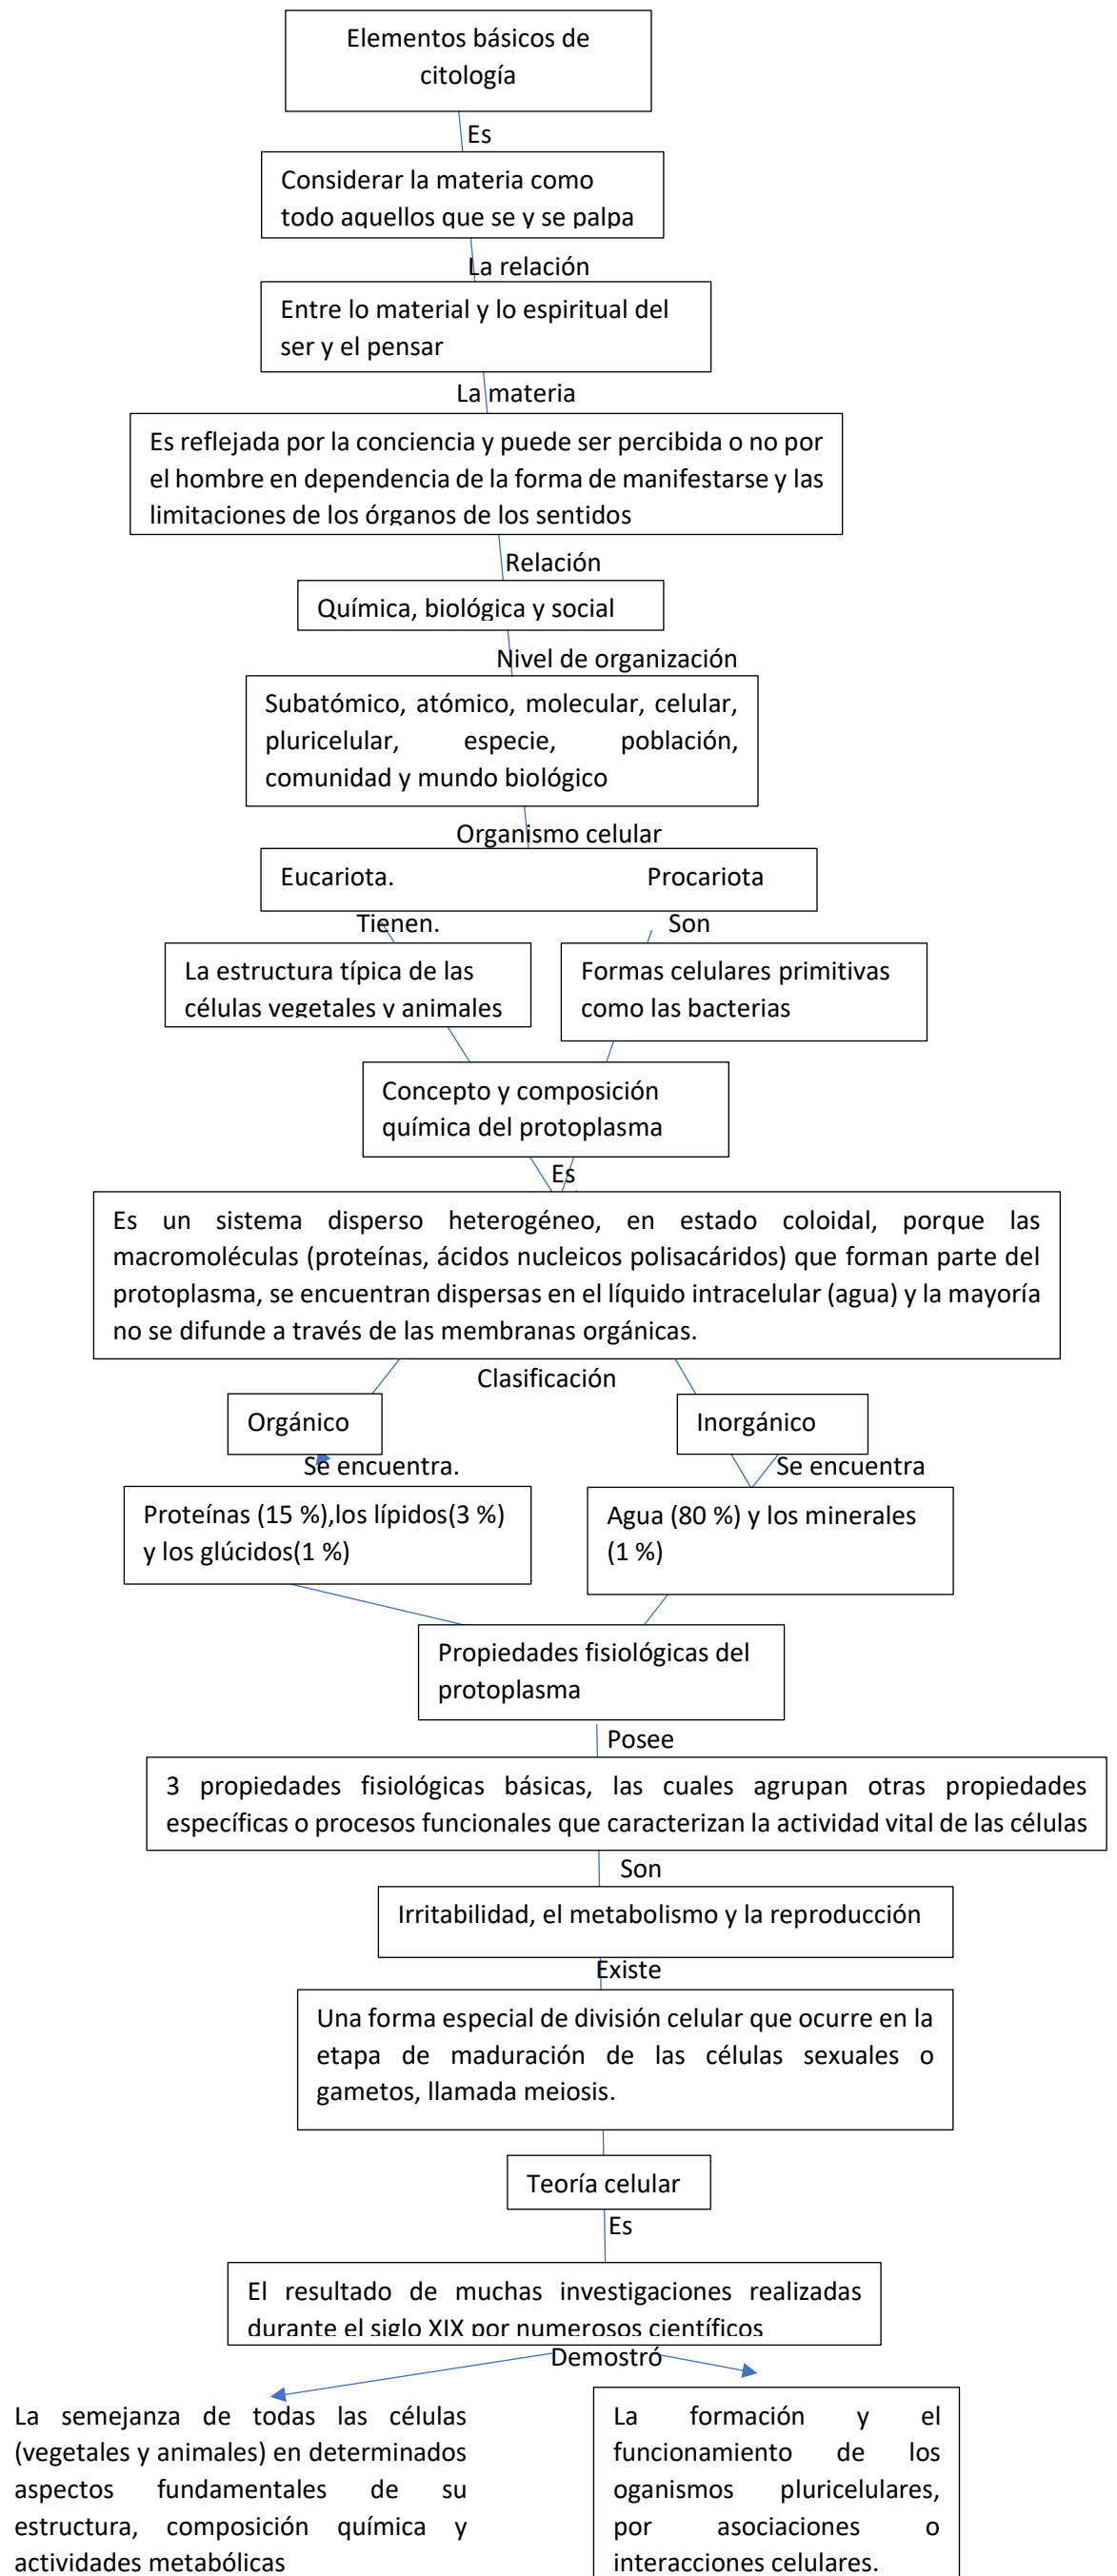 Elementos básicos de
citología
Es
Considerar la materia como
todo aquellos que se y se palpa
La relación
Entre lo material y lo espiritual del
ser y el pensar
La materia
Es reflejada por la conciencia y puede ser percibida o no por
el hombre en dependencia de la forma de manifestarse y las
limitaciones de los órganos de los sentidos
Relación
Química, biológica y social
Nivel de organización
Subatómico, atómico, molecular, celular,
pluricelular, especie, población,
comunidad y mundo biológico
Organismo celular
Eucariota. Procariota
Tienen. Son
La estructura típica de las
células vegetales y animales
Formas celulares primitivas
como las bacterias
Concepto y composición
química del protoplasma
Es
Es un sistema disperso heterogéneo, en estado coloidal, porque las
macromoléculas (proteínas, ácidos nucleicos polisacáridos) que forman parte del
protoplasma, se encuentran dispersas en el líquido intracelular (agua) y la mayoría
no se difunde a través de las membranas orgánicas.
Clasificación
Orgánico
Inorgánico
Se encuentra.
Se encuentra
Proteínas (15 %),los lípidos(3 %)
y los glúcidos(1 %)
Agua (80 %) y los minerales
(1 %)
Propiedades fisiológicas del
protoplasma
Posee
3 propiedades fisiológicas básicas, las cuales agrupan otras propiedades
específicas o procesos funcionales que caracterizan la actividad vital de las células
Son
Irritabilidad, el metabolismo y la reproducción
Existe
Una forma especial de división celular que ocurre en la
etapa de maduración de las células sexuales o
gametos, llamada meiosis.
Teoría celular
Es
El resultado de muchas investigaciones realizadas
durante el siglo XIX por numerosos científicos
Demostró
La semejanza de todas las células
(vegetales y animales) en determinados
aspectos fundamentales de su
estructura, composición química y
actividades metabólicas
La formación y el
funcionamiento de los
oganismos pluricelulares,
por asociaciones o
interacciones celulares.